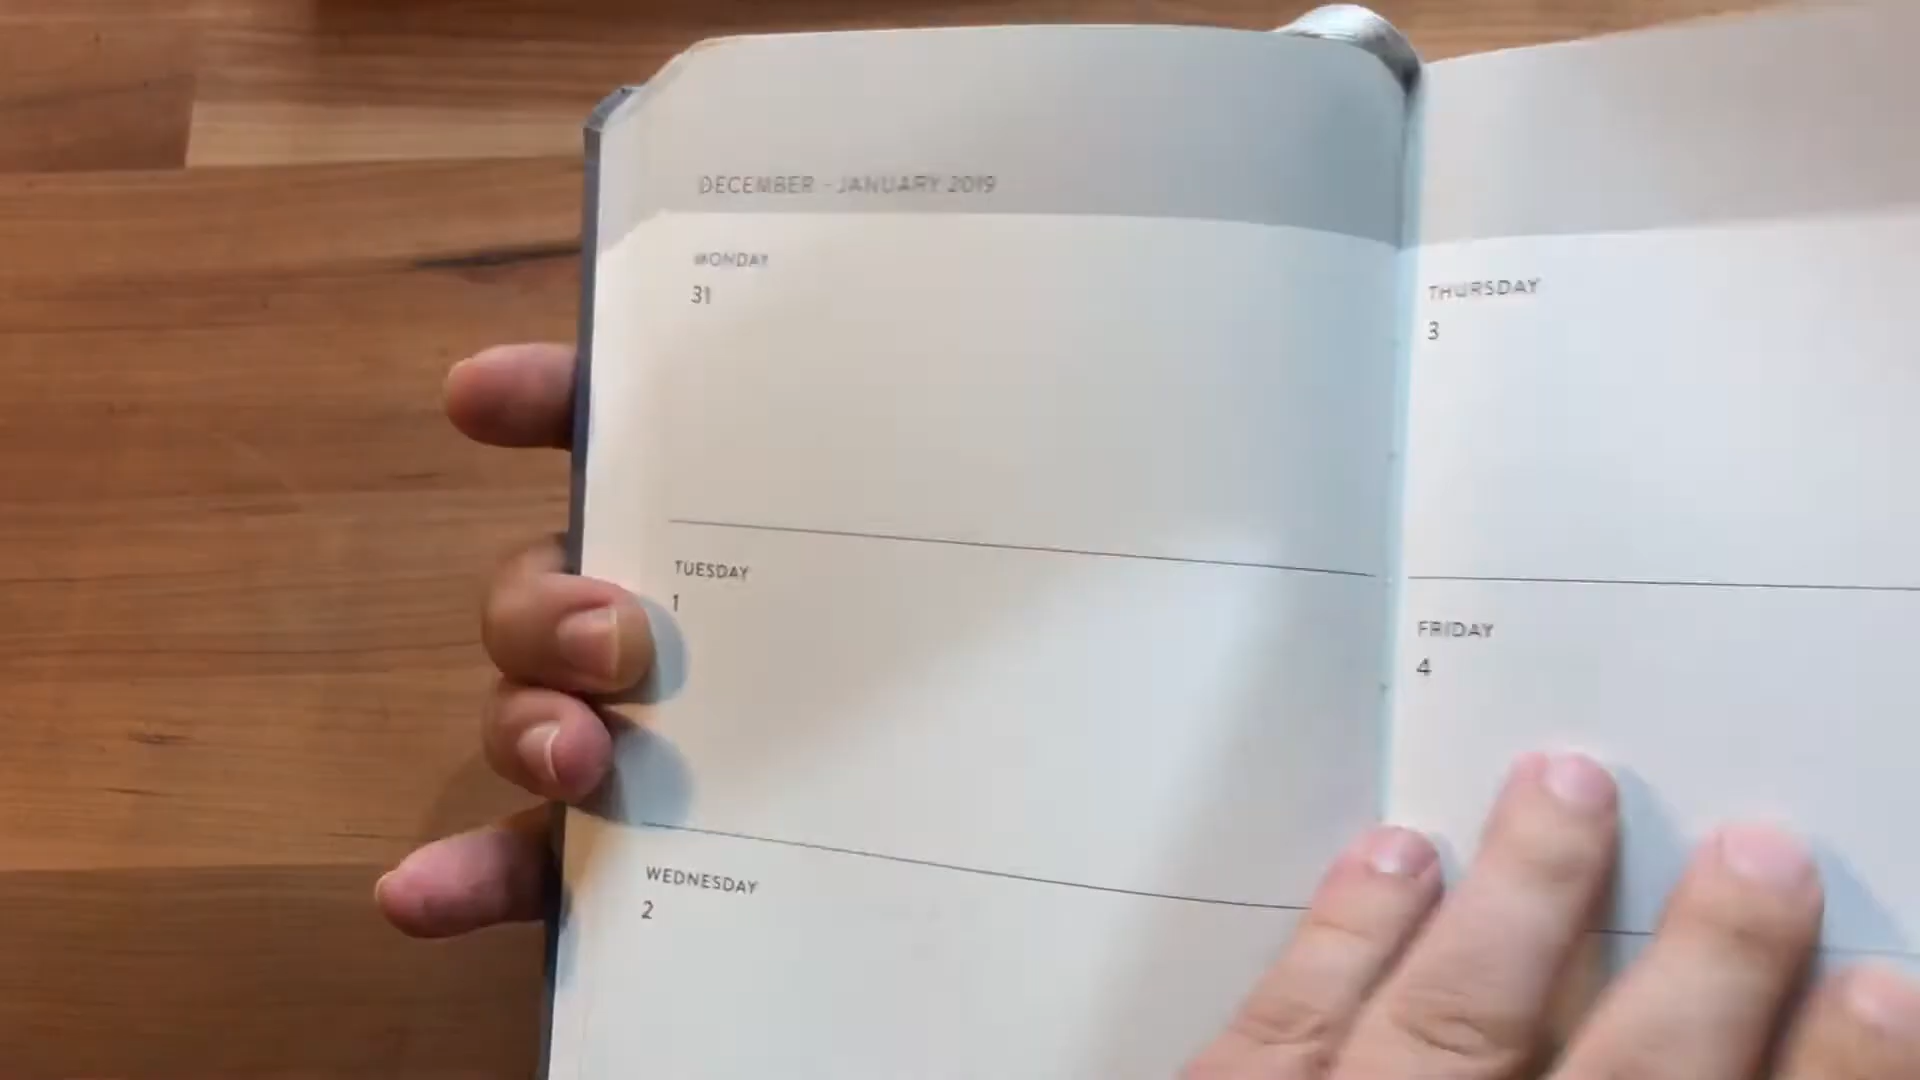 DECEMBER - JANUARY 2019
MONDAY
31
TUESDAY
1
WEDNESDAY
2
THURSDAY
3
FRIDAY
4